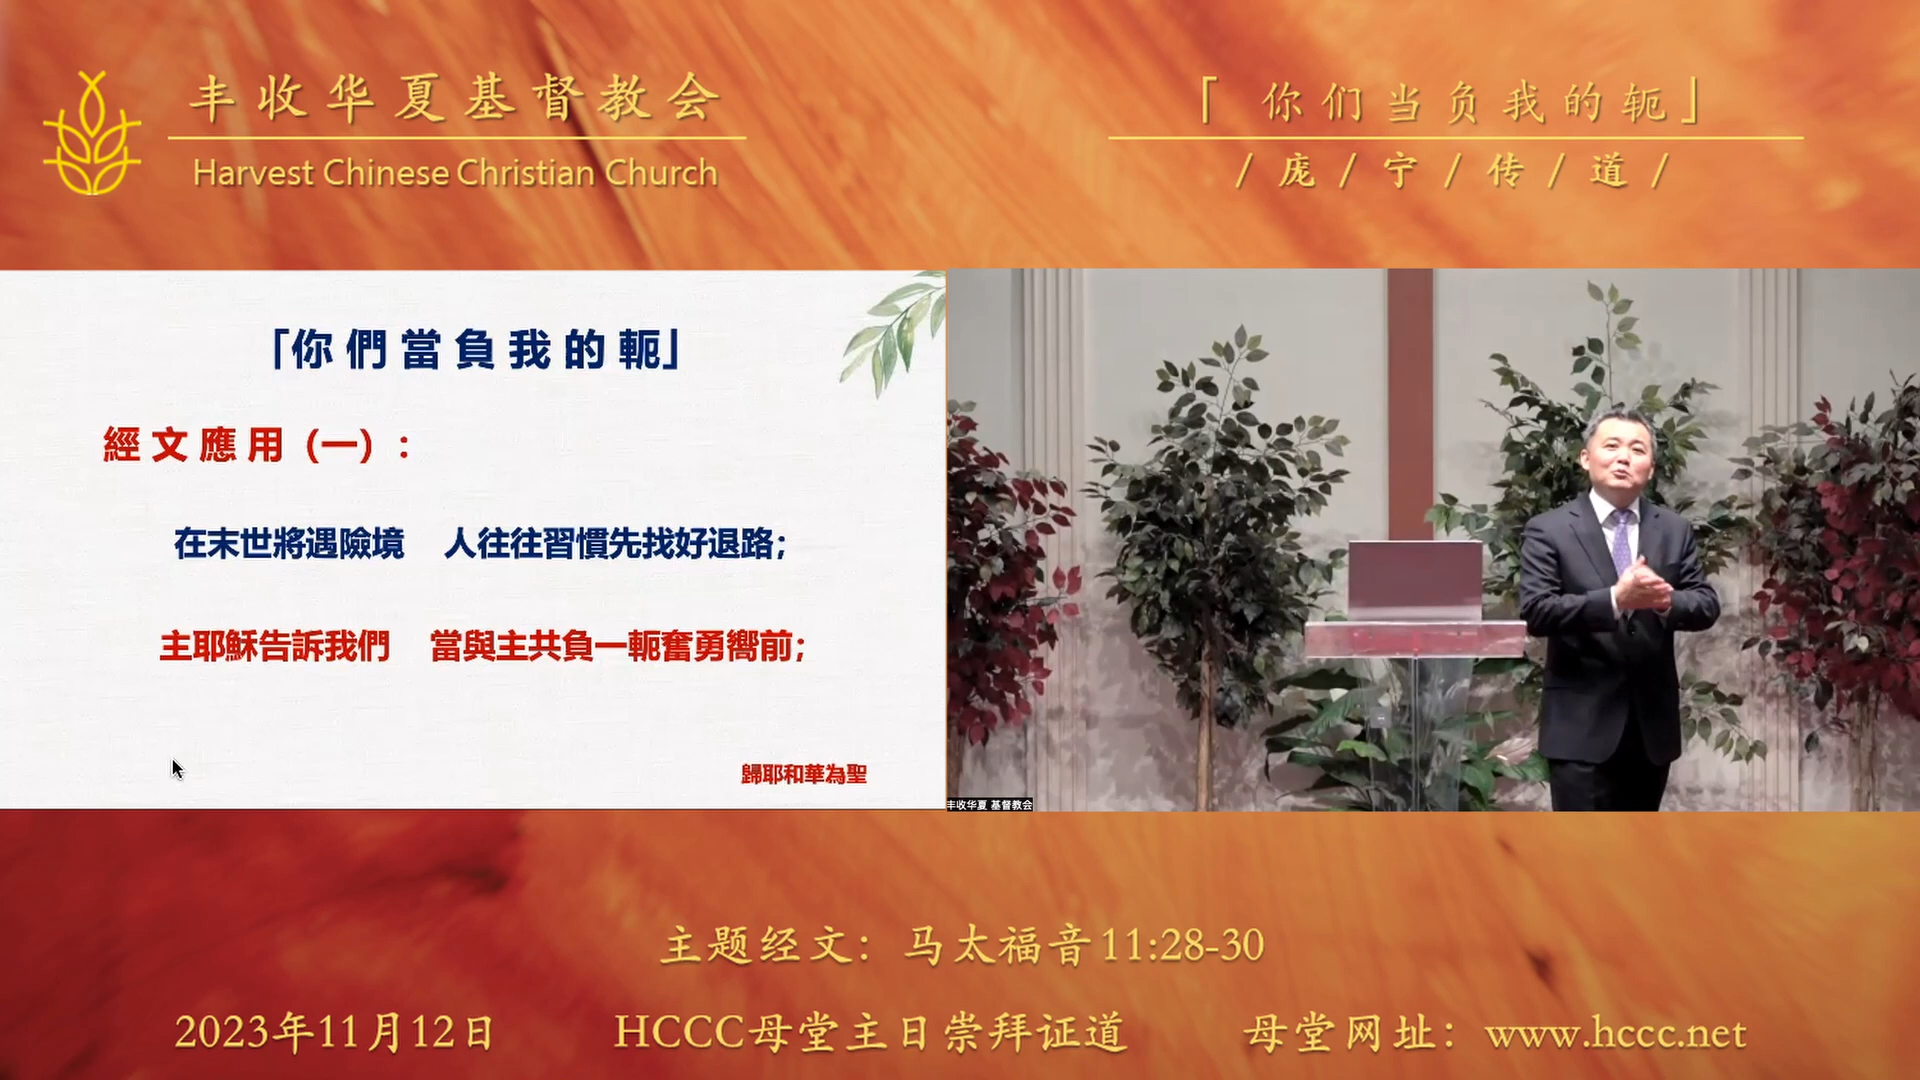 丰收华夏基督教会
Harvest Chinese Christian Church
「 你们当负我的轭」
/ 庞 / 宁 / 传 / 道 /
「你們當負我的軛」
經文應用 (一) ：
在末世將遇險境 人往往習慣先找好退路；
主耶穌告訴我們 當與主共負一軛奮勇嚮前；
歸耶和華為聖
丰收华夏 基督教会
主题经文：马太福音11:28-30
2023年11月12日 HCCC母堂主日崇拜证道 母堂网址：www.hccc.net